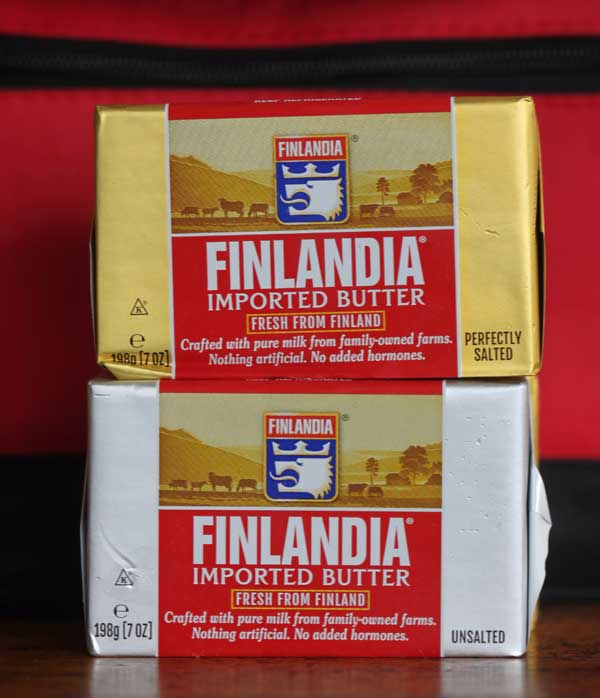 KEEP REFRIGERATED
FINLANDIA
FINLANDIA®
IMPORTED BUTTER
FRESH FROM FINLAND
Crafted with pure milk from family-owned farms.
Nothing artificial. No added hormones.
K
e
198g [7 OZ]
PERFECTLY
SALTED
FINLANDIA
FINLANDIA®
IMPORTED BUTTER
FRESH FROM FINLAND
Crafted with pure milk from family-owned farms.
Nothing artificial. No added hormones.
K
e
198g [7 OZ]
UNSALTED